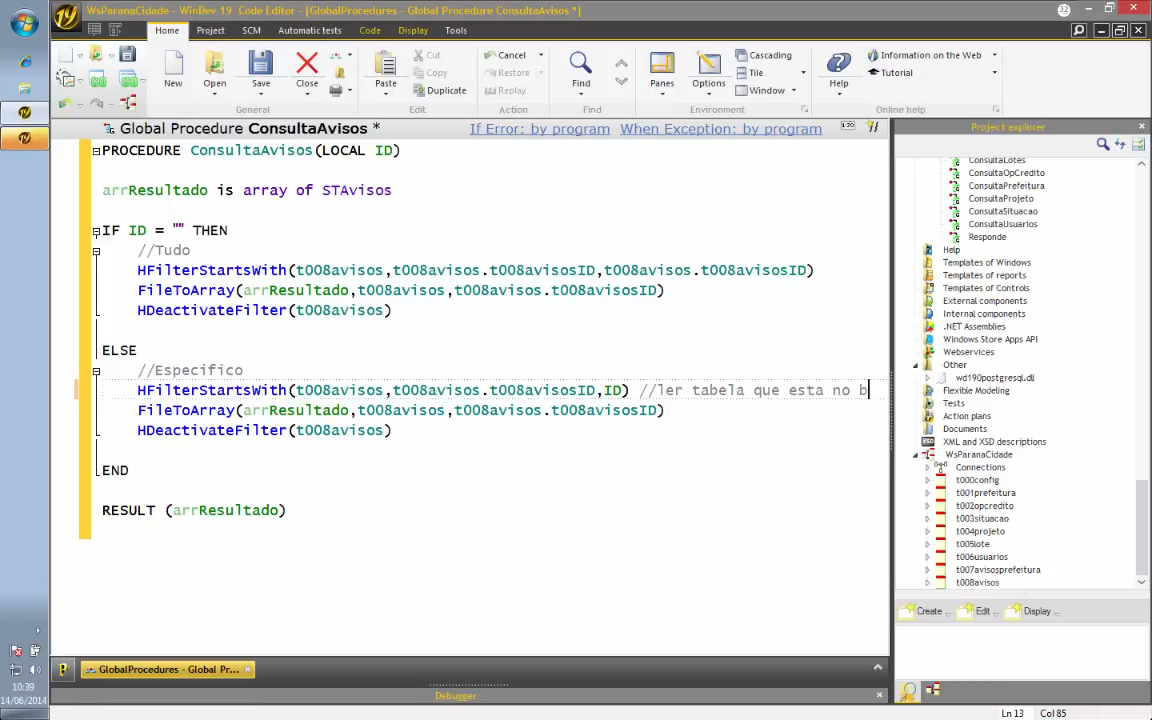 WsParanaCidade - WinDev 19 Code Editor - [GlobalProcedures - Global Procedure ConsultaAvisos *]
32
Home Project SCM Automatic tests Code Display Tools
New Open Save Close Paste Cut Copy Duplicate Cancel Restore Replay Find Panes Options Cascading Tile Window Help Information on the Web Tutorial
General Edit Action Find Environment Online help
Global Procedure ConsultaAvisos * If Error: by program When Exception: by program
PROCEDURE ConsultaAvisos(LOCAL ID)
arrResultado is array of STAvisos
IF ID = "" THEN
//Tudo
HFilterStartsWith(t008avisos,t008avisos.t008avisosID,t008avisos.t008avisosID)
FileToArray(arrResultado,t008avisos,t008avisos.t008avisosID)
HDeactivateFilter(t008avisos)
ELSE
//Especifico
HFilterStartsWith(t008avisos,t008avisos.t008avisosID,ID) //ler tabela que esta no b
FileToArray(arrResultado,t008avisos,t008avisos.t008avisosID)
HDeactivateFilter(t008avisos)
END
RESULT (arrResultado)
Project explorer
ConsultaLotes
ConsultaOpCredito
ConsultaPrefeitura
ConsultaProjeto
ConsultaSituacao
ConsultaUsuarios
Responde
Help
Templates of Windows
Templates of reports
Templates of Controls
External components
Internal components
.NET Assemblies
Windows Store Apps API
Webservices
Other
wd190postgresql.dll
Flexible Modeling
Tests
Action plans
Documents
XML and XSD descriptions
WsParanaCidade
Connections
t000config
t001prefeitura
t002opcredito
t003situacao
t004projeto
t005lote
t006usuarios
t007avisosprefeitura
t008avisos
Create Edit Display
GlobalProcedures - Global Pr...
Debugger
Ln 13 Col 85
10:39
14/06/2014